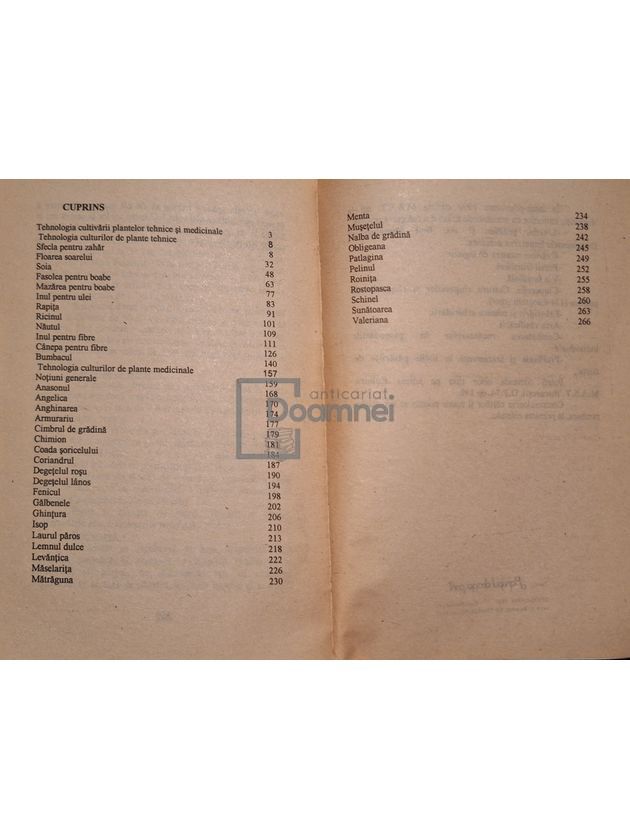 CUPRINS
Tehnologia cultivării plantelor tehnice și medicinale 3
Tehnologia culturilor de plante tehnice 8
Sfecla pentru zahăr 8
Floarea soarelui 32
Soia 48
Fasolea pentru boabe 63
Mazărea pentru boabe 77
Inul pentru ulei 83
Rapița 91
Ricinul 101
Năutul 109
Inul pentru fibre 111
Cânepa pentru fibre 126
Bumbacul 140
Tehnologia culturilor de plante medicinale 157
Noțiuni generale 159
Anasonul 168
Angelica 170
Anghinarea 174
Armurariu 177
Cimbrul de grădină 179
Chimion 181
Coada șoricelului 184
Coriandrul 187
Degețelul roșu 190
Degețelul lânos 194
Fenicul 198
Gălbenele 202
Ghințura 206
Isop 210
Laurul păros 213
Lemnul dulce 218
Levănțica 222
Măselarița 226
Mătrăguna 230
Menta 234
Mușețelul 238
Nalba de grădină 242
Obligeana 245
Patlagina 249
Pelinul 252
Roinița 255
Rostopasca 258
Schinel 260
Sunătoarea 263
Valeriana 266
anticariat
Doamnei